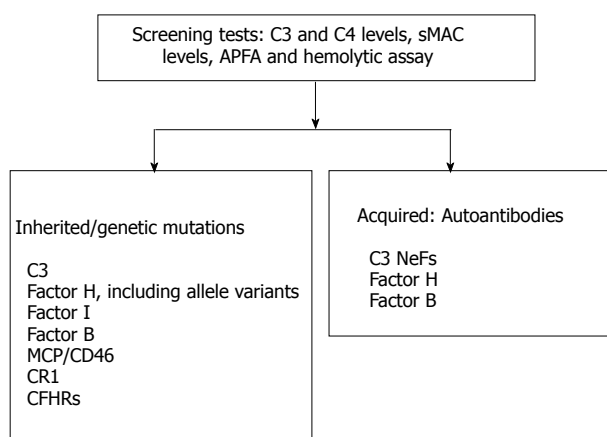 Screening tests: C3 and C4 levels, sMAC
levels, APFA and hemolytic assay
Inherited/genetic mutations
C3
Factor H, including allele variants
Factor I
Factor B
MCP/CD46
CR1
CFHRs
Acquired: Autoantibodies
C3 NeFs
Factor H
Factor B